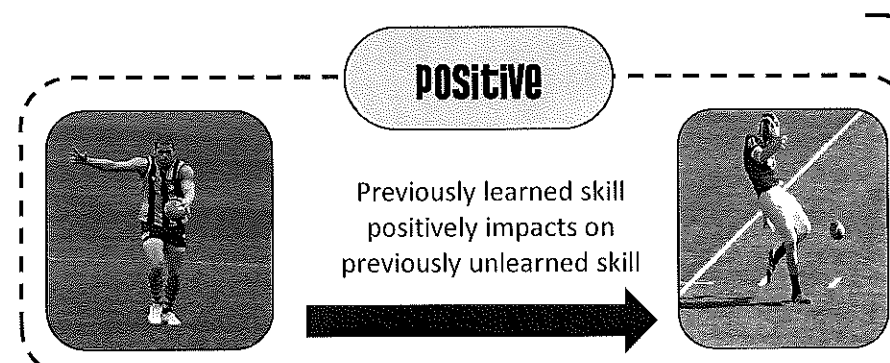 POSitiVE
Previously learned skill
positively impacts on
previously unlearned skill